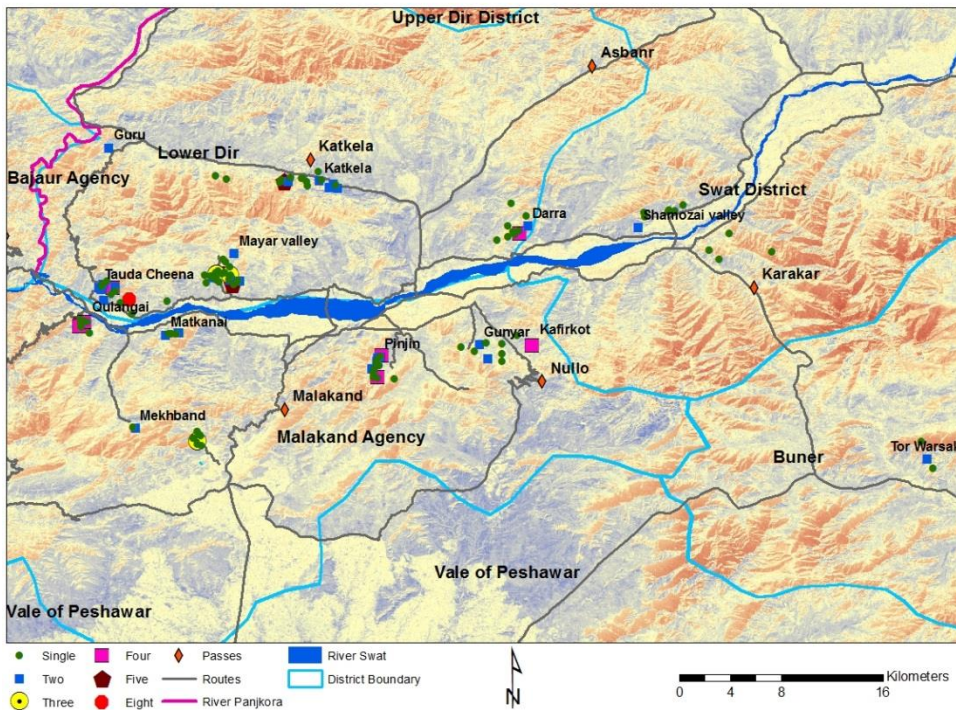 Upper Dir District
Asbanr
Guru
Lower Dir
Katkela
Katkela
Bajaur Agency
Swat District
Darra
Shamozai valley
Mayar valley
Tauda Cheena
Karakar
Qulangai
Matkanai
Pinjin
Gunyar
Kafirkot
Nullo
Malakand
Mekhband
Malakand Agency
Tor Warsak
Buner
Vale of Peshawar
Vale of Peshawar
Single Four Passes River Swat
Two Five Routes District Boundary
Three Eight River Panjkora
N
Kilometers
0 4 8 16